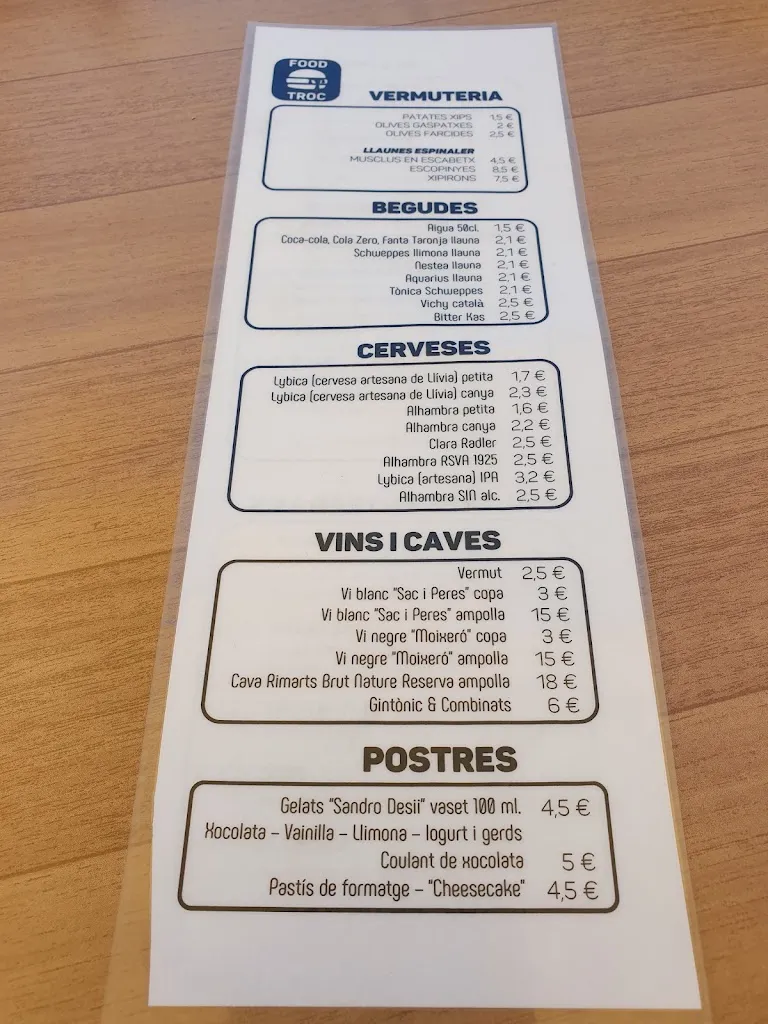 FOOD
TROC
VERMUTERIA
PATATES XIPS 1,5 €
OLIVES GASPATXES 2 €
OLIVES FARCIDES 2,5 €
LLAUNES ESPINALER
MUSCLUS EN ESCABETX 4,5 €
ESCOPINYES 8,5 €
XIPIRONS 7,5 €
BEGUDES
Aigua 50cl. 1,5 €
Coca-cola, Cola Zero, Fanta Taronja llauna 2,1 €
Schweppes llimona llauna 2,1 €
Nestea llauna 2,1 €
Aquarius llauna 2,1 €
Tònica Schweppes 2,1 €
Vichy català 2,5 €
Bitter Kas 2,5 €
CERVESES
Lybica (cervesa artesana de Llívia) petita 1,7 €
Lybica (cervesa artesana de Llívia) canya 2,3 €
Alhambra petita 1,6 €
Alhambra canya 2,2 €
Clara Radler 2,5 €
Alhambra RSVA 1925 2,5 €
Lybica (artesana) IPA 3,2 €
Alhambra SIN alc. 2,5 €
VINS I CAVES
Vermut 2,5 €
Vi blanc "Sac i Peres" copa 3 €
Vi blanc "Sac i Peres" ampolla 15 €
Vi negre "Moixeró" copa 3 €
Vi negre "Moixeró" ampolla 15 €
Cava Rimarts Brut Nature Reserva ampolla 18 €
Gintònic & Combinats 6 €
POSTRES
Gelats "Sandro Desii" vaset 100 ml. 4,5 €
Xocolata – Vainilla – Llimona – Iogurt i gerds
Coulant de xocolata 5 €
Pastís de formatge – "Cheesecake" 4,5 €